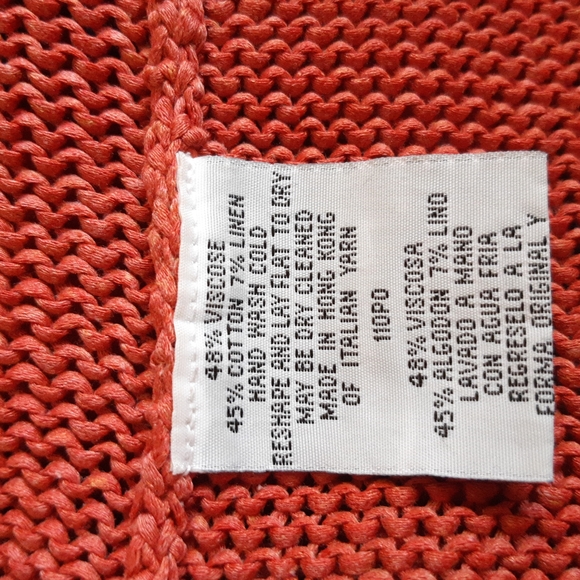 48% VISCOSE
45% COTTON 7% LINEN
HAND WASH COLD
RESHAPE AND LAY FLAT TO DRY
MAY BE DRY CLEANED
MADE IN HONG KONG
OF ITALIAN YARN
110PO
48% VISCOSA
45% ALGODON 7% LINO
LAVADO A MANO
CON AGUA FRIA
REGRESELO A LA
FORMA ORIGINAL Y